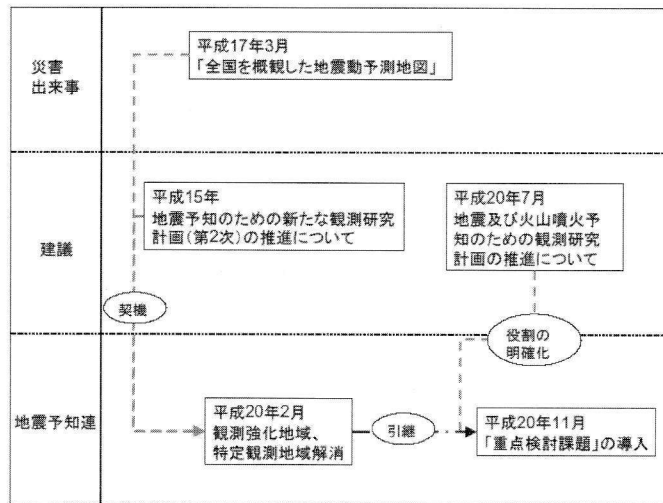 災害
出来事
平成17年3月
「全国を概観した地震動予測地図」
建議
平成15年
地震予知のための新たな観測研究
計画(第2次)の推進について
平成20年7月
地震及び火山噴火予
知のための観測研究
計画の推進について
契機
役割の
明確化
地震予知連
平成20年2月
観測強化地域、
特定観測地域解消
引継
平成20年11月
「重点検討課題」の導入